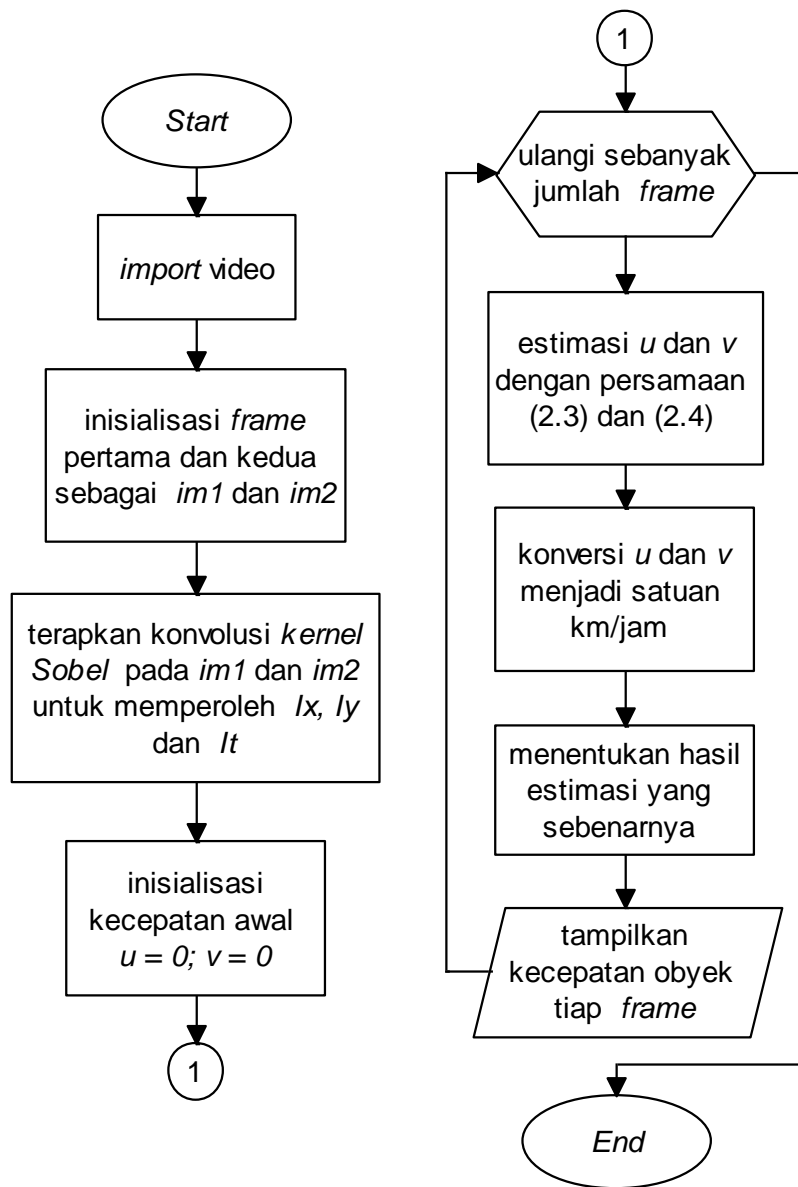 Start
import video
inisialisasi frame
pertama dan kedua
sebagai im1 dan im2
terapkan konvolusi kernel
Sobel pada im1 dan im2
untuk memperoleh Ix, Iy
dan It
inisialisasi
kecepatan awal
u = 0; v = 0
1
1
ulangi sebanyak
jumlah frame
estimasi u dan v
dengan persamaan
(2.3) dan (2.4)
konversi u dan v
menjadi satuan
km/jam
menentukan hasil
estimasi yang
sebenarnya
tampilkan
kecepatan obyek
tiap frame
End